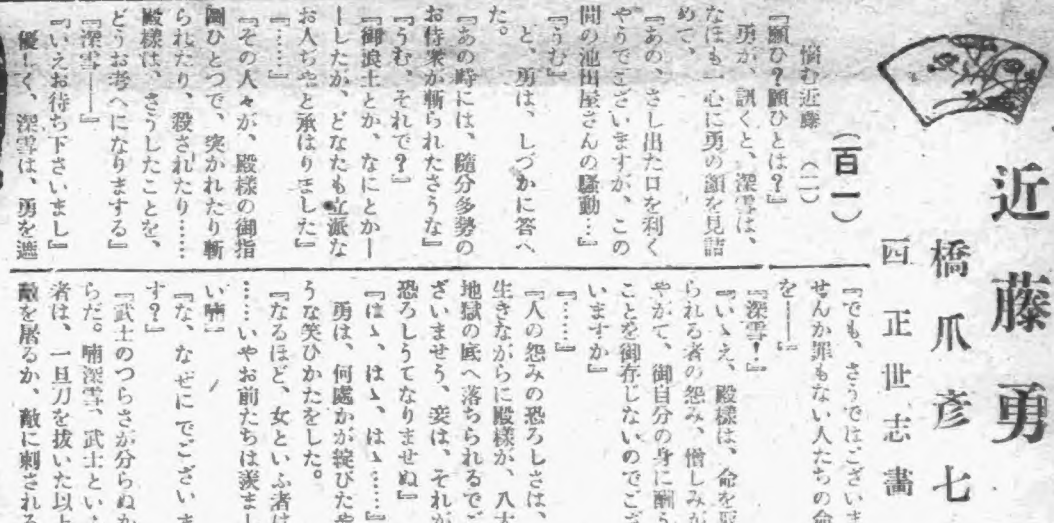 近藤勇
橋爪彦七
四正世志畵
(百一)
惱む近藤(二)
『願ひ?願ひとは?』
勇が、訊くと、深雪は、
なほも一心に勇の顏を見詰
めて、
『あの、さし出た口を利く
やうでございますが、この
間の池田屋さんの騒動…』
『うむ』
と、勇は、しづかに答へ
た。
『あの時には、隨分多勢の
お侍衆が斬られたさうな』
『うむ、それで?』
『御浪士とか、なにとか―
―したが、どなたも立派な
お人ぢやと承はりました』
『……』
『その人々が、殿樣の御指
圖ひとつで、突かれたり斬
られたり、殺されたり……
殿樣は、さうしたことを、
どうお考へになりまする』
『深雪――』
『いえお待ち下さいまし』
優しく、深雪は、勇を遮
『でも、さうではございま
せんか罪もない人たちの命
を――』
『深雪!』
『いゝえ、殿樣は、命を取
られる者の怨み、憎しみが
やがて、御自分の身に酬う
ことを御存じないのでござ
いますか』
『……』
『人の怨みの恐ろしさは、
生きながらに殿樣が、八大
地獄の底へ落ちられるでご
ざいませう、妾は、それが
恐ろしうてなりませぬ』
『はゝ、はゝ、はゝ……』
勇は、何處かが綻びたや
うな笑ひかたをした。
『なるほど、女といふ者は
……いやお前たちは羨まし
い喃』
『な、なぜにでございま
す?』
『武士のつらさが分らぬか
らだ。喃深雪、武士とい
者は、一旦刀を拔いた以上
敵を屠るか、敵に刺される